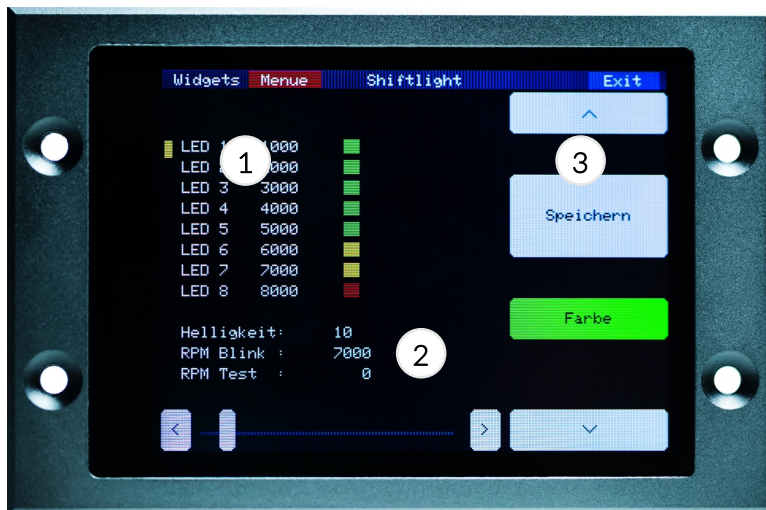 Widgets Menue Shiftlight Exit
^
LED 000
LED 000
LED 3 3000
LED 4 4000
LED 5 5000
LED 6 6000
LED 7 7000
LED 8 8000
1
3
Speichern
Farbe
Helligkeit: 10
RPM Blink : 7000
RPM Test : 0
2
< >